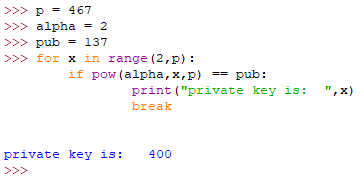 >>> p = 467
>>> alpha = 2
>>> pub = 137
>>> for x in range(2,p):
        if pow(alpha,x,p) == pub:
                print("private key is:  ",x)
                break

private key is:   400
>>>